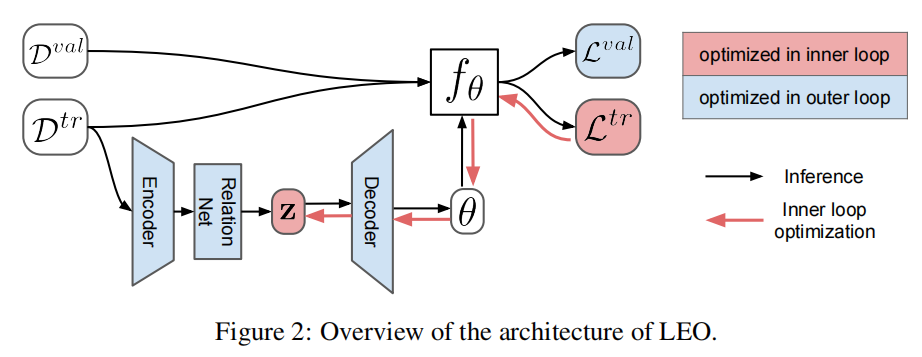 𝒟^{val}
ℒ^{val}
optimized in inner loop
f_θ
optimized in outer loop
𝒟^{tr}
ℒ^{tr}
Encoder
Relation
Net
z
Decoder
θ
Inference
Inner loop
optimization
Figure 2: Overview of the architecture of LEO.